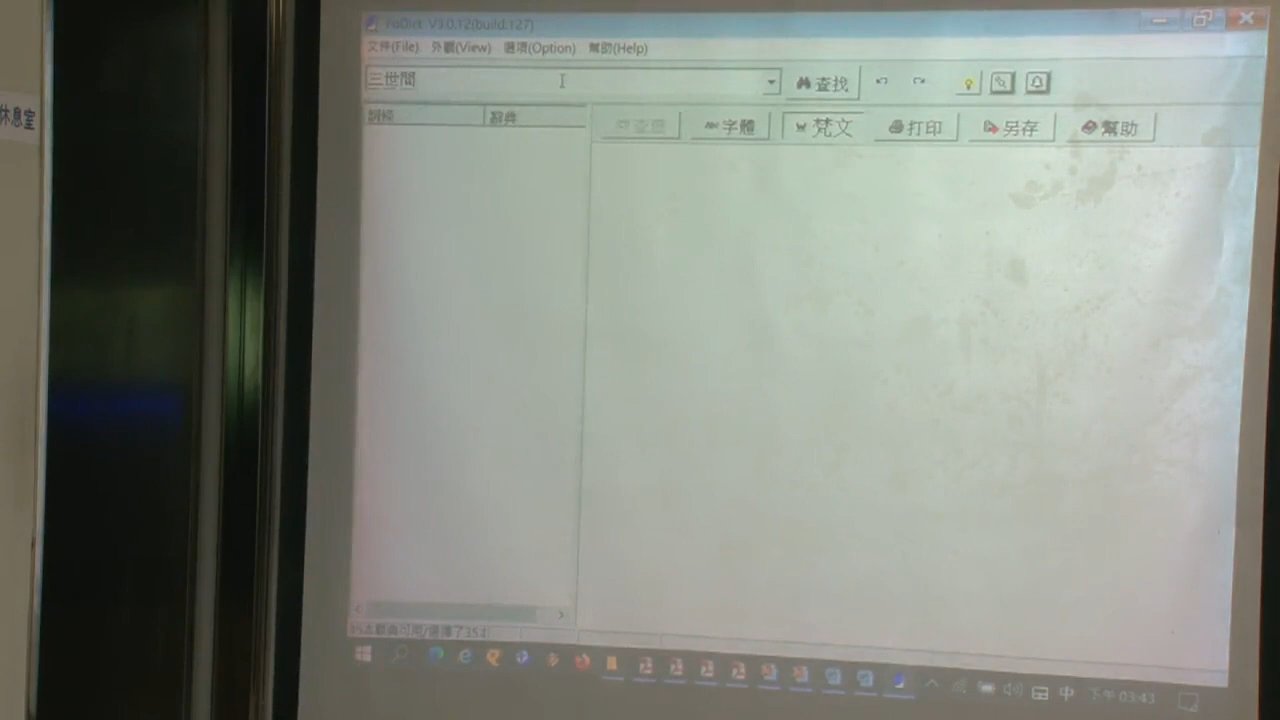 休息室
FoDict V3.0.12(build:127)
文件(File) 外觀(View) 選項(Option) 幫助(Help)
三世間 查找
詞條 辭典
字體 梵文 打印 另存 幫助
中 下午 03:43